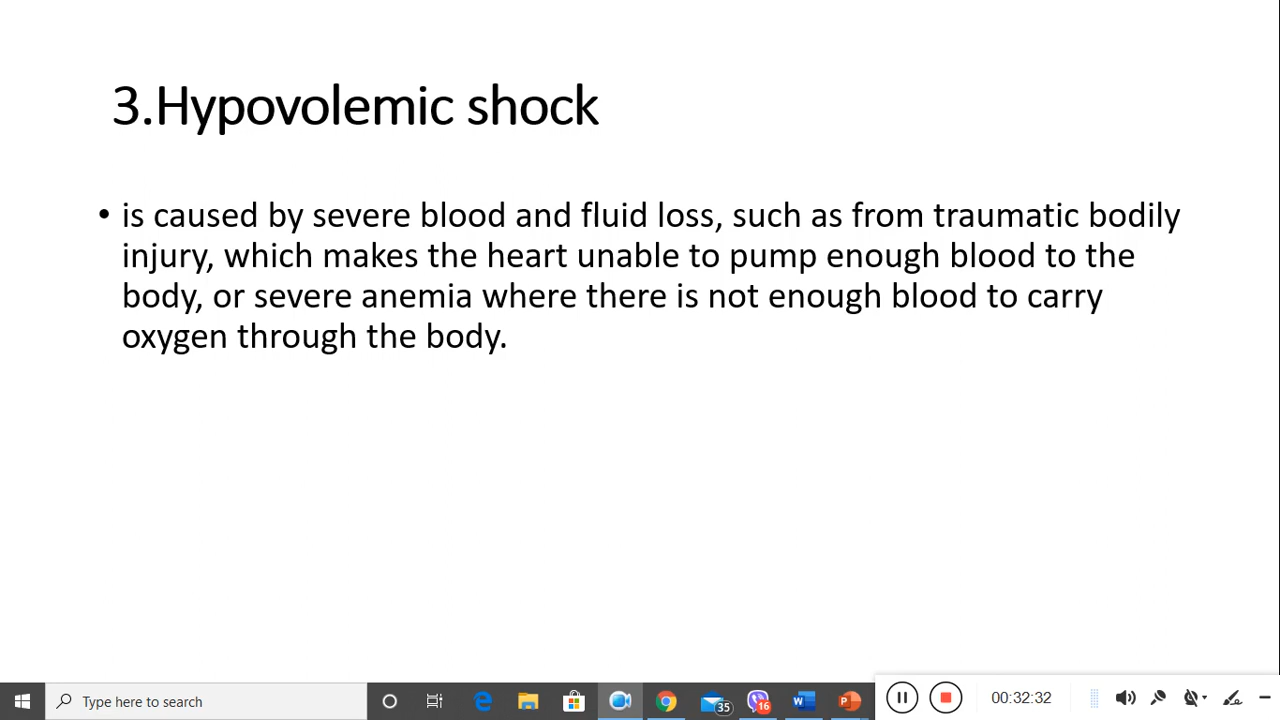 3.Hypovolemic shock
• is caused by severe blood and fluid loss, such as from traumatic bodily
injury, which makes the heart unable to pump enough blood to the
body, or severe anemia where there is not enough blood to carry
oxygen through the body.
Type here to search
35
16
00:32:32